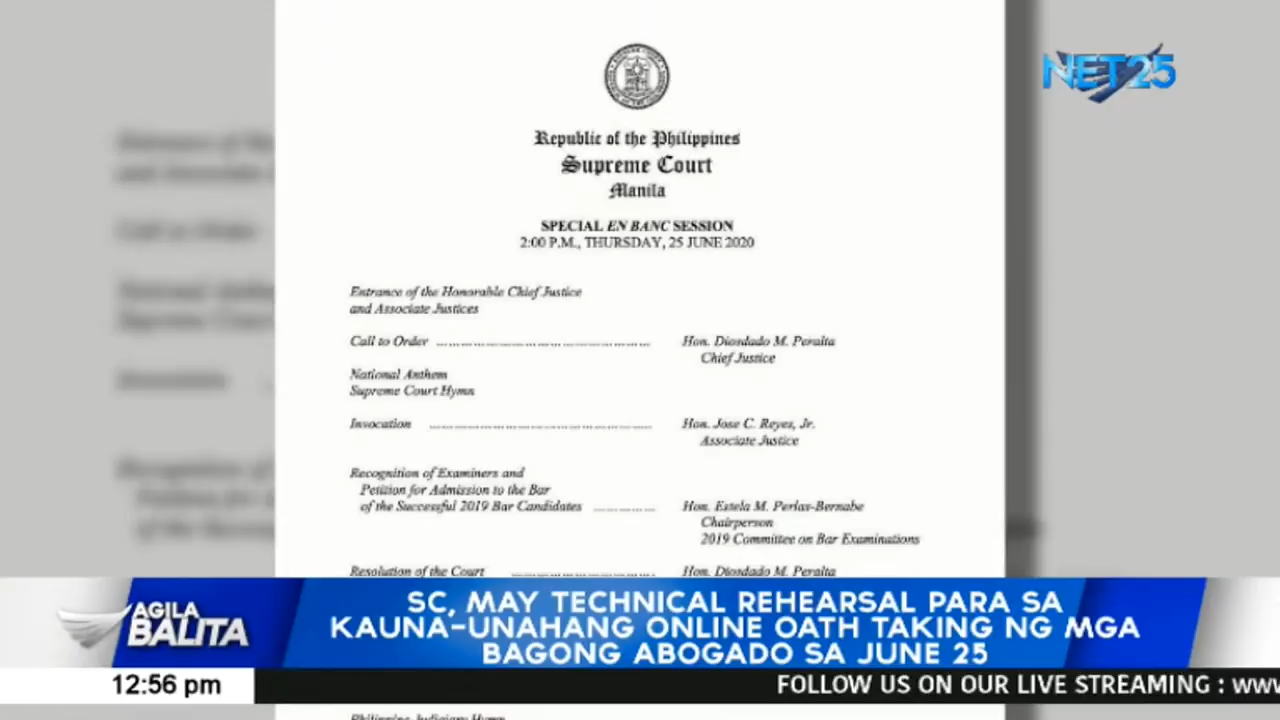 NET25
Republic of the Philippines
Supreme Court
Manila
SPECIAL EN BANC SESSION
2:00 P.M., THURSDAY, 25 JUNE 2020
Entrance of the Honorable Chief Justice
and Associate Justices
Call to Order ........................................ Hon. Diosdado M. Peralta
Chief Justice
National Anthem
Supreme Court Hymn
Invocation ........................................ Hon. Jose C. Reyes, Jr.
Associate Justice
Recognition of Examiners and
Petition for Admission to the Bar
of the Successful 2019 Bar Candidates ............ Hon. Estela M. Perlas-Bernabe
Chairperson
2019 Committee on Bar Examinations
Resolution of the Court ............................ Hon. Diosdado M. Peralta
AGILA
BALITA
SC, MAY TECHNICAL REHEARSAL PARA SA
KAUNA-UNAHANG ONLINE OATH TAKING NG MGA
BAGONG ABOGADO SA JUNE 25
12:56 pm
FOLLOW US ON OUR LIVE STREAMING : www
Philippine Judiciary Hymn